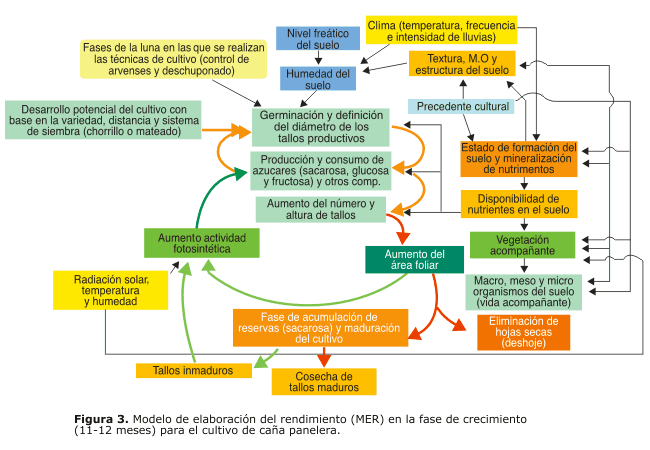 Nivel freático
del suelo
Clima (temperatura, frecuencia
e intensidad de lluvias)
Fases de la luna en las que se realizan
las técnicas de cultivo (control de
arvenses y deschuponado)
Humedad del
suelo
Textura, M.O y
estructura del suelo
Precedente cultural
Desarrollo potencial del cultivo con
base en la variedad, distancia y sistema
de siembra (chorrillo o mateado)
Germinación y definición
del diámetro de los
tallos productivos
Estado de formación del
suelo y mineralización
de nutrimentos
Producción y consumo de
azucares (sacarosa, glucosa
y fructosa) y otros comp.
Aumento del número y
altura de tallos
Disponibilidad de
nutrientes en el suelo
Aumento actividad
fotosintética
Aumento del
área foliar
Vegetación
acompañante
Radiación solar,
temperatura
y humedad
Macro, meso y micro
organismos del suelo
(vida acompañante)
Fase de acumulación de
reservas (sacarosa) y maduración
del cultivo
Eliminación de
hojas secas
(deshoje)
Tallos inmaduros
Cosecha de
tallos maduros
Figura 3. Modelo de elaboración del rendimiento (MER) en la fase de crecimiento
(11-12 meses) para el cultivo de caña panelera.